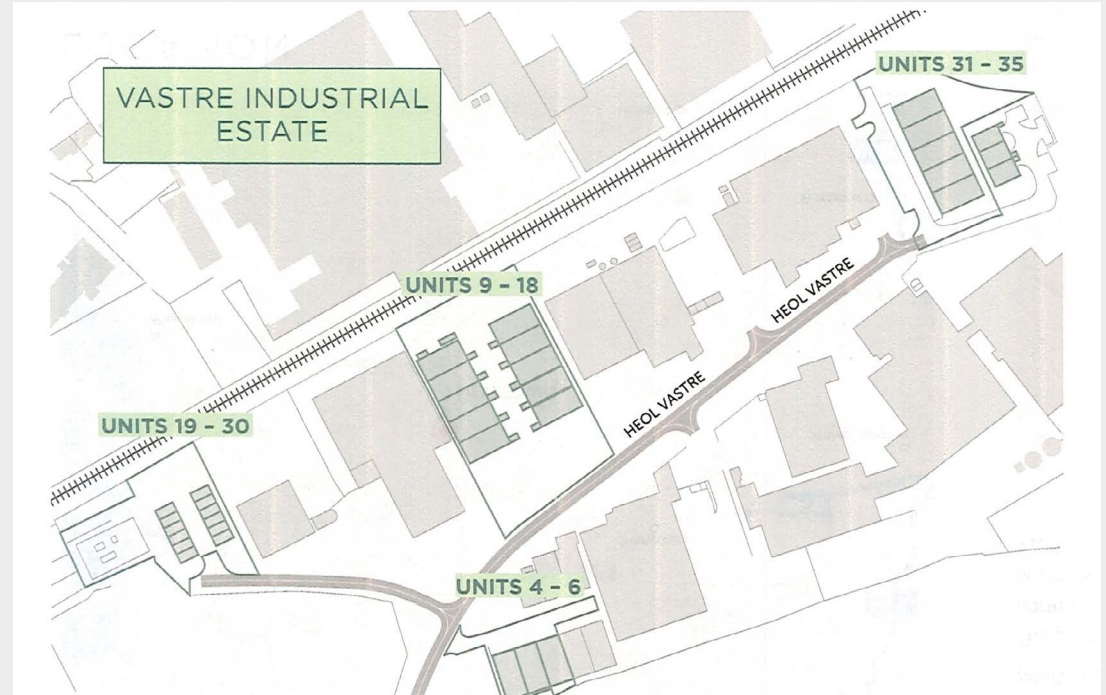 VASTRE INDUSTRIAL
ESTATE
UNITS 31 – 35
UNITS 9 – 18
HEOL VASTRE
HEOL VASTRE
UNITS 19 – 30
UNITS 4 – 6